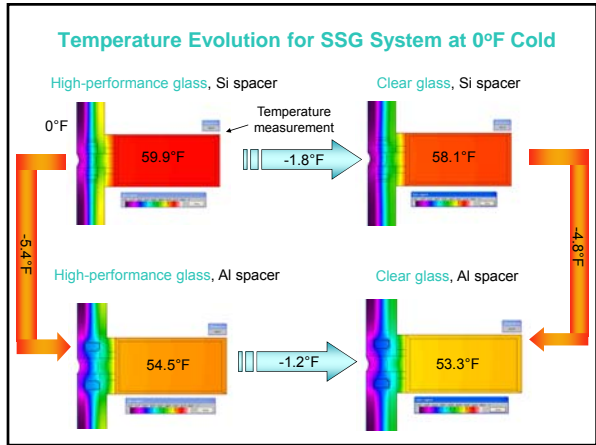 Temperature Evolution for SSG System at 0°F Cold
High-performance glass, Si spacer
Clear glass, Si spacer
0°F
Temperature
measurement
59.9°F
-1.8°F
58.1°F
-5.4°F
-4.8°F
High-performance glass, Al spacer
Clear glass, Al spacer
54.5°F
-1.2°F
53.3°F